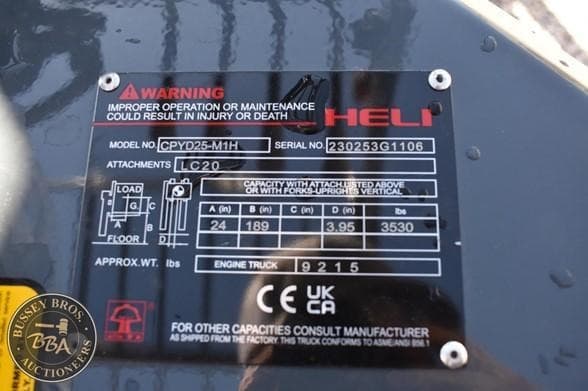 WARNING
IMPROPER OPERATION OR MAINTENANCE
COULD RESULT IN INJURY OR DEATH
HELI
MODEL NO. CPYD25-M1H SERIAL NO. 230253G1106
ATTACHMENTS LC20
CAPACITY WITH ATTACH.LISTED ABOVE
OR WITH FORKS-UPRIGHTS VERTICAL
LOAD
G
A
B
C
D
FLOOR
A (in) B (in) C (in) D (in) lbs
24 189 3.95 3530
APPROX.WT. lbs ENGINE TRUCK 9215
CE UK
CA
FOR OTHER CAPACITIES CONSULT MANUFACTURER
AS SHIPPED FROM THE FACTORY. THIS TRUCK CONFORMS TO ASME/ANSI B56.1
BUSSEY BROS.
BBA
AUCTIONEERS